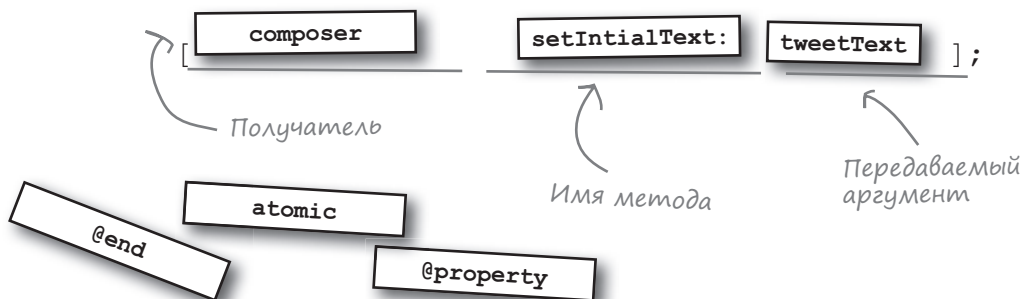 [ composer setIntialText: tweetText ];
Получатель
Имя метода
Передаваемый
аргумент
@end
atomic
@property